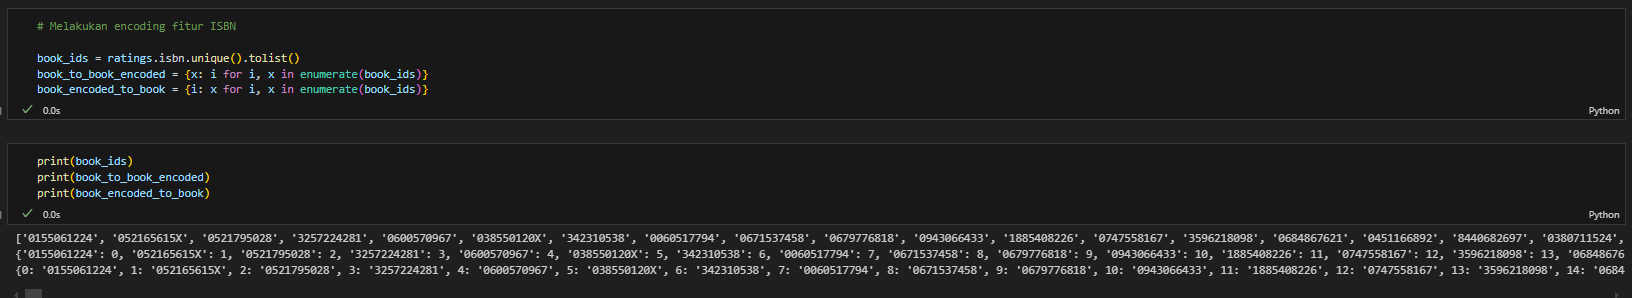 # Melakukan encoding fitur ISBN
book_ids = ratings.isbn.unique().tolist()
book_to_book_encoded = {x: i for i, x in enumerate(book_ids)}
book_encoded_to_book = {i: x for i, x in enumerate(book_ids)}
0.0s
Python
print(book_ids)
print(book_to_book_encoded)
print(book_encoded_to_book)
0.0s
Python
['0155061224', '052165615X', '0521795028', '3257224281', '0600570967', '038550120X', '342310538', '0060517794', '0671537458', '0679776818', '0943066433', '1885408226', '0747558167', '3596218098', '0684867621', '0451166892', '8440682697', '0380711524',
{'0155061224': 0, '052165615X': 1, '0521795028': 2, '3257224281': 3, '0600570967': 4, '038550120X': 5, '342310538': 6, '0060517794': 7, '0671537458': 8, '0679776818': 9, '0943066433': 10, '1885408226': 11, '0747558167': 12, '3596218098': 13, '06848676
{0: '0155061224', 1: '052165615X', 2: '0521795028', 3: '3257224281', 4: '0600570967', 5: '038550120X', 6: '342310538', 7: '0060517794', 8: '0671537458', 9: '0679776818', 10: '0943066433', 11: '1885408226', 12: '0747558167', 13: '3596218098', 14: '0684